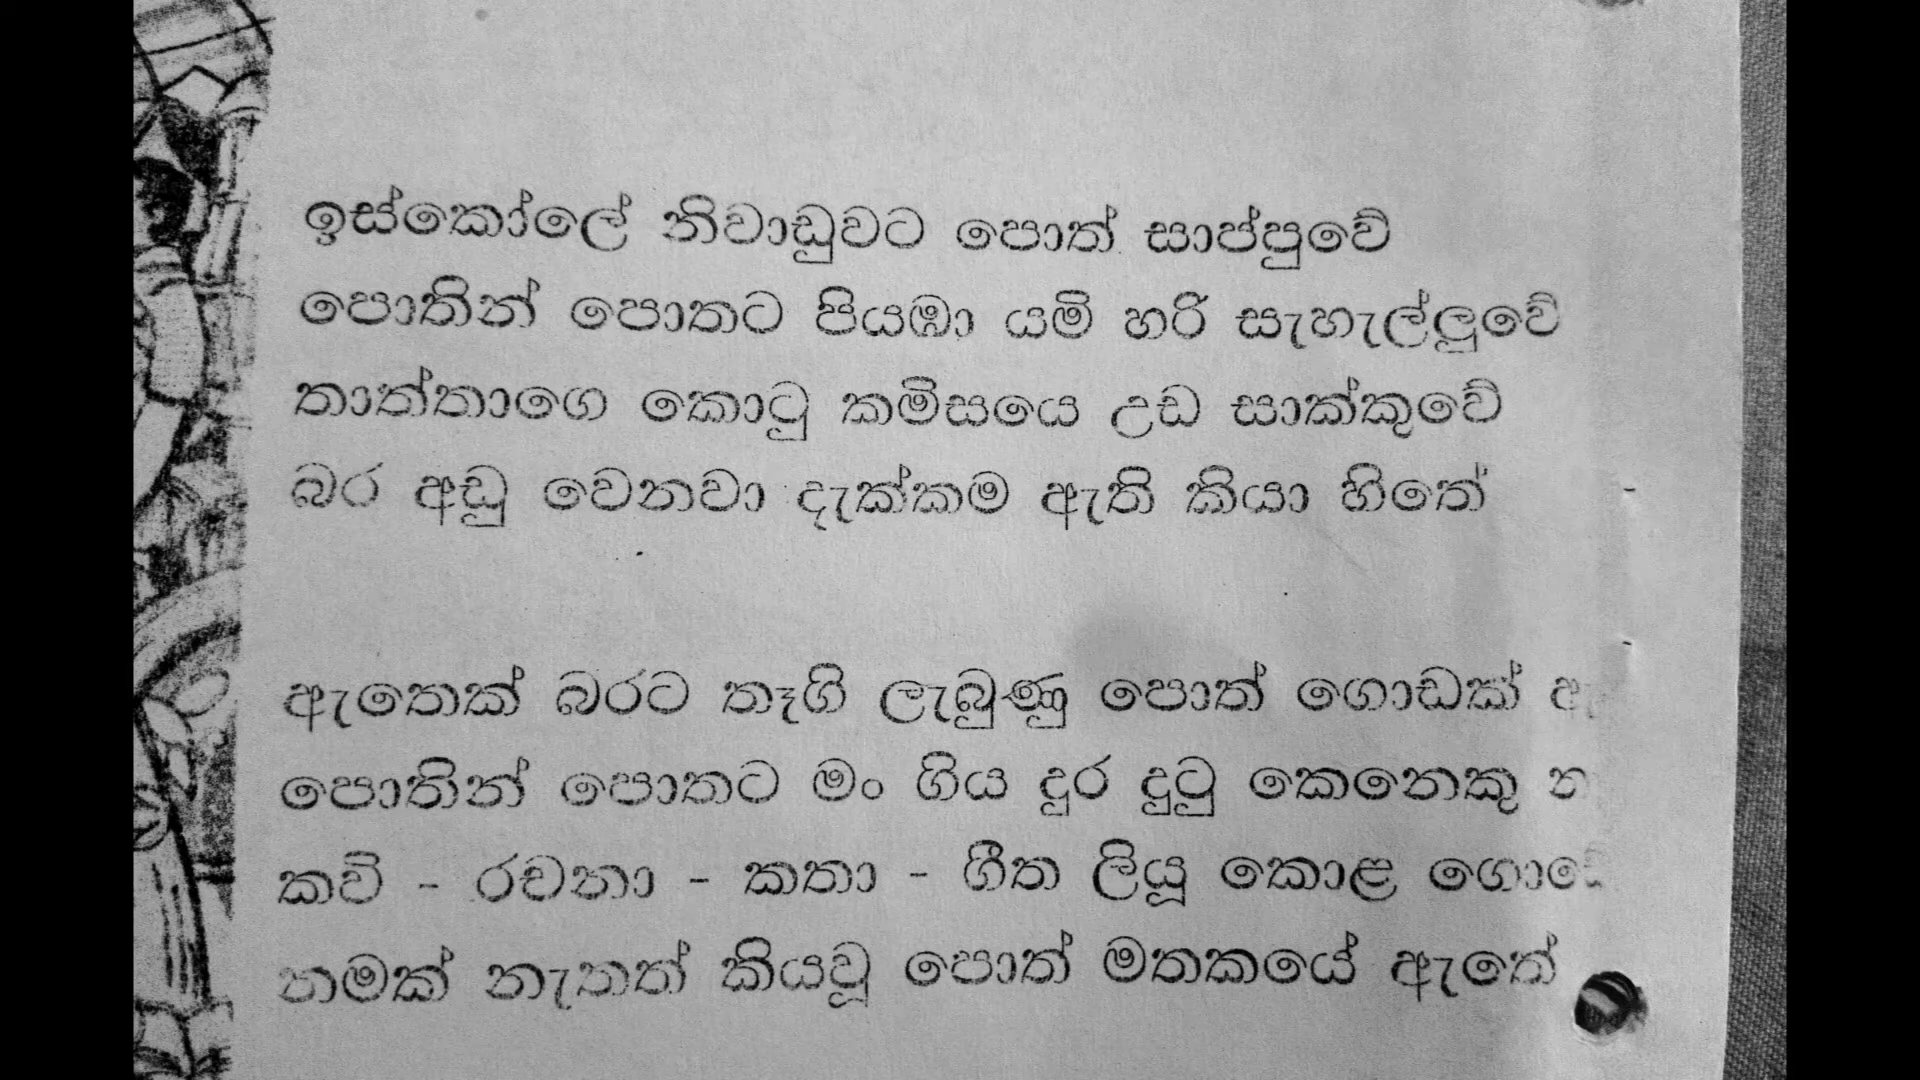 ඉස්කෝලේ නිවාඩුවට පොත් සාප්පුවේ
පොතින් පොතට පියඹා යමි හරි සැහැල්ලුවේ
තාත්තාගෙ කොටු කමිසයෙ උඩ සාක්කුවේ
බර අඩු වෙනවා දැක්කම ඇති කියා හිතේ
ඇතෙක් බරට තෑගි ලැබුණු පොත් ගොඩක්
පොතින් පොතට මං ගිය දුර දුටු කෙනෙකු
කවි - රචනා - කතා - ගීත ලියූ කොළ
නමක් නැතත් කියවූ පොත් මතකයේ ඇතේ